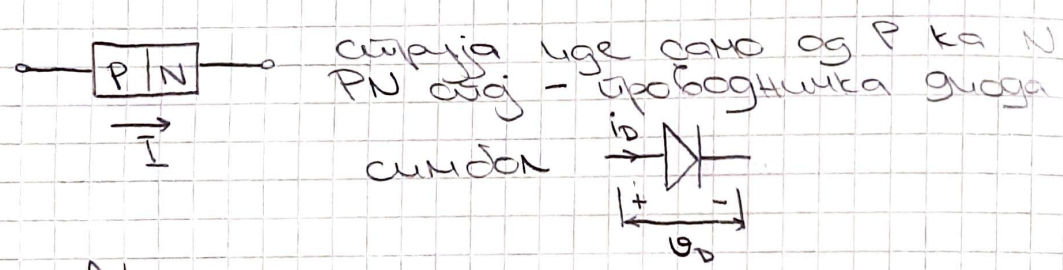 P N
I
струја иде само од P ка N
PN спој - проводничка диода
симбол
iD
+ -
vD